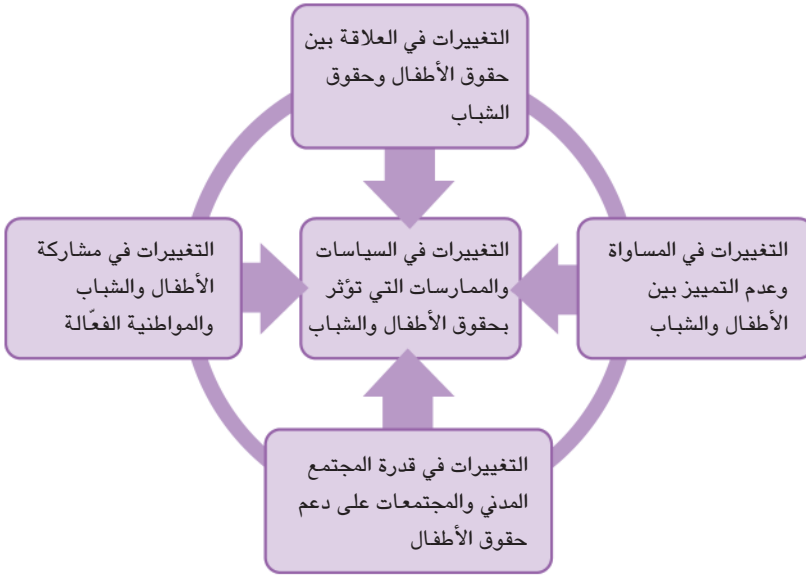 التغييرات في العلاقة بين
حقوق الأطفال وحقوق
الشباب
التغييرات في المساواة
وعدم التمييز بين
الأطفال والشباب
التغييرات في السياسات
والممارسات التي تؤثر
بحقوق الأطفال والشباب
التغييرات في مشاركة
الأطفال والشباب
والمواطنية الفعّالة
التغييرات في قدرة المجتمع
المدني والمجتمعات على دعم
حقوق الأطفال